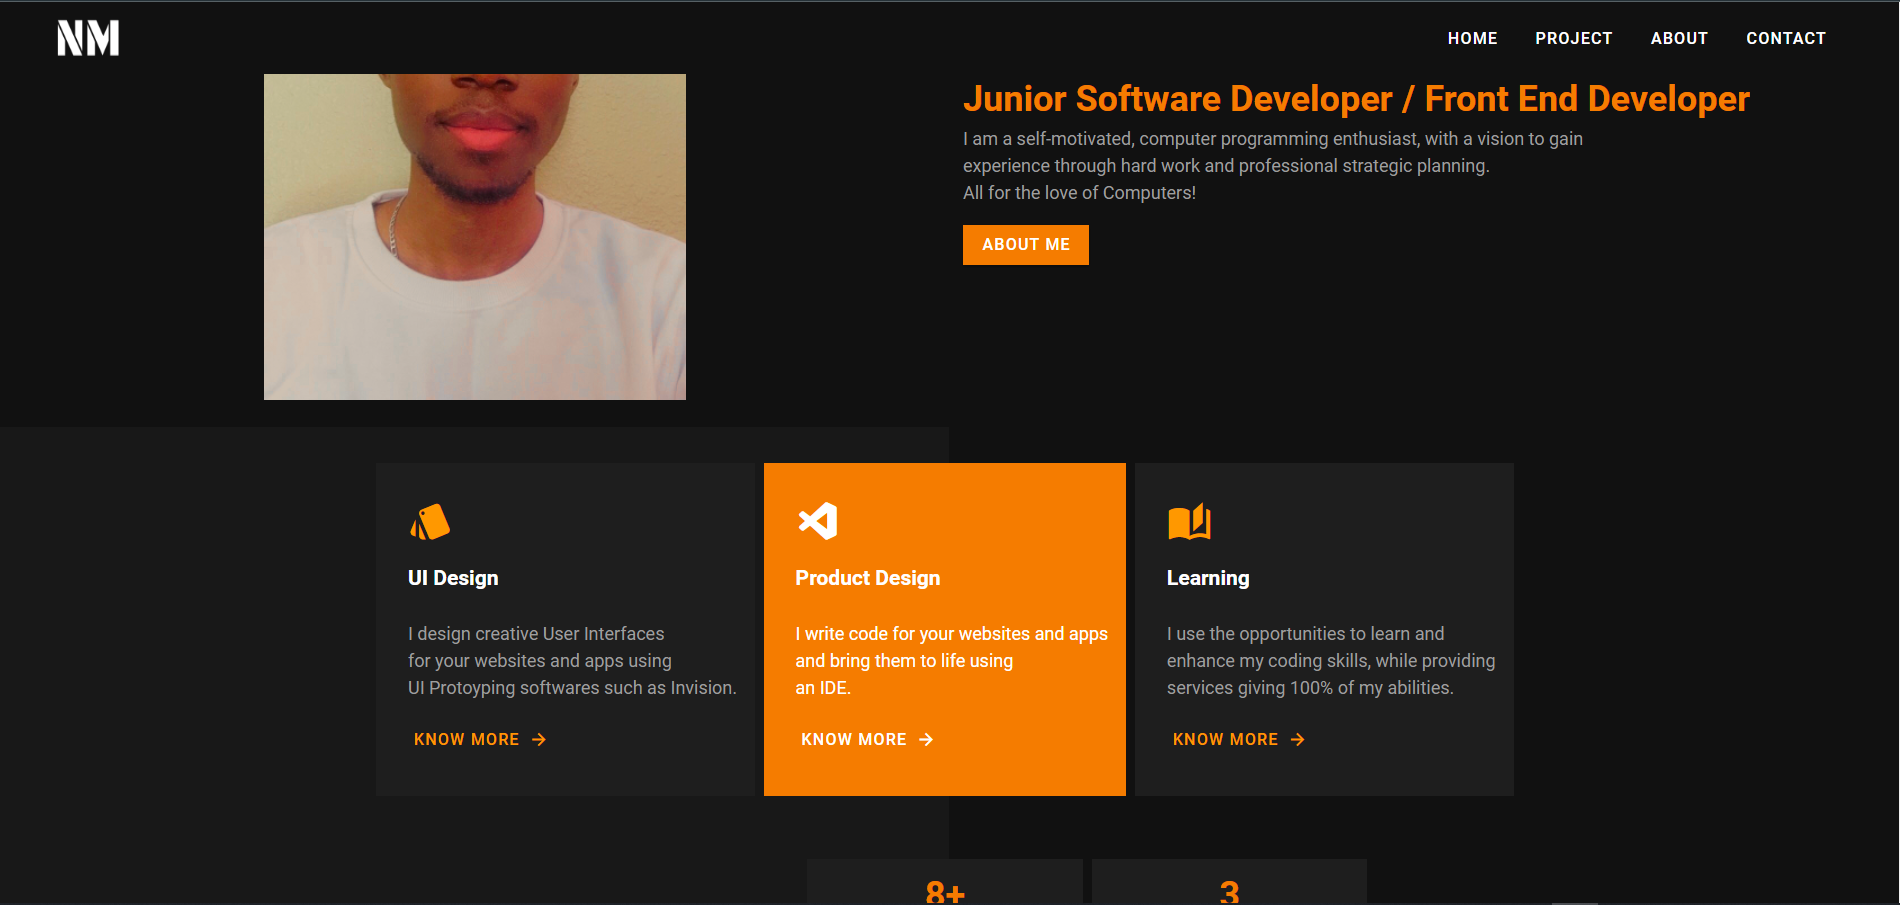 NM
HOME PROJECT ABOUT CONTACT
Junior Software Developer / Front End Developer
I am a self-motivated, computer programming enthusiast, with a vision to gain
experience through hard work and professional strategic planning.
All for the love of Computers!
ABOUT ME
UI Design
I design creative User Interfaces
for your websites and apps using
UI Protoyping softwares such as Invision.
KNOW MORE →
Product Design
I write code for your websites and apps
and bring them to life using
an IDE.
KNOW MORE →
Learning
I use the opportunities to learn and
enhance my coding skills, while providing
services giving 100% of my abilities.
KNOW MORE →
8+
3